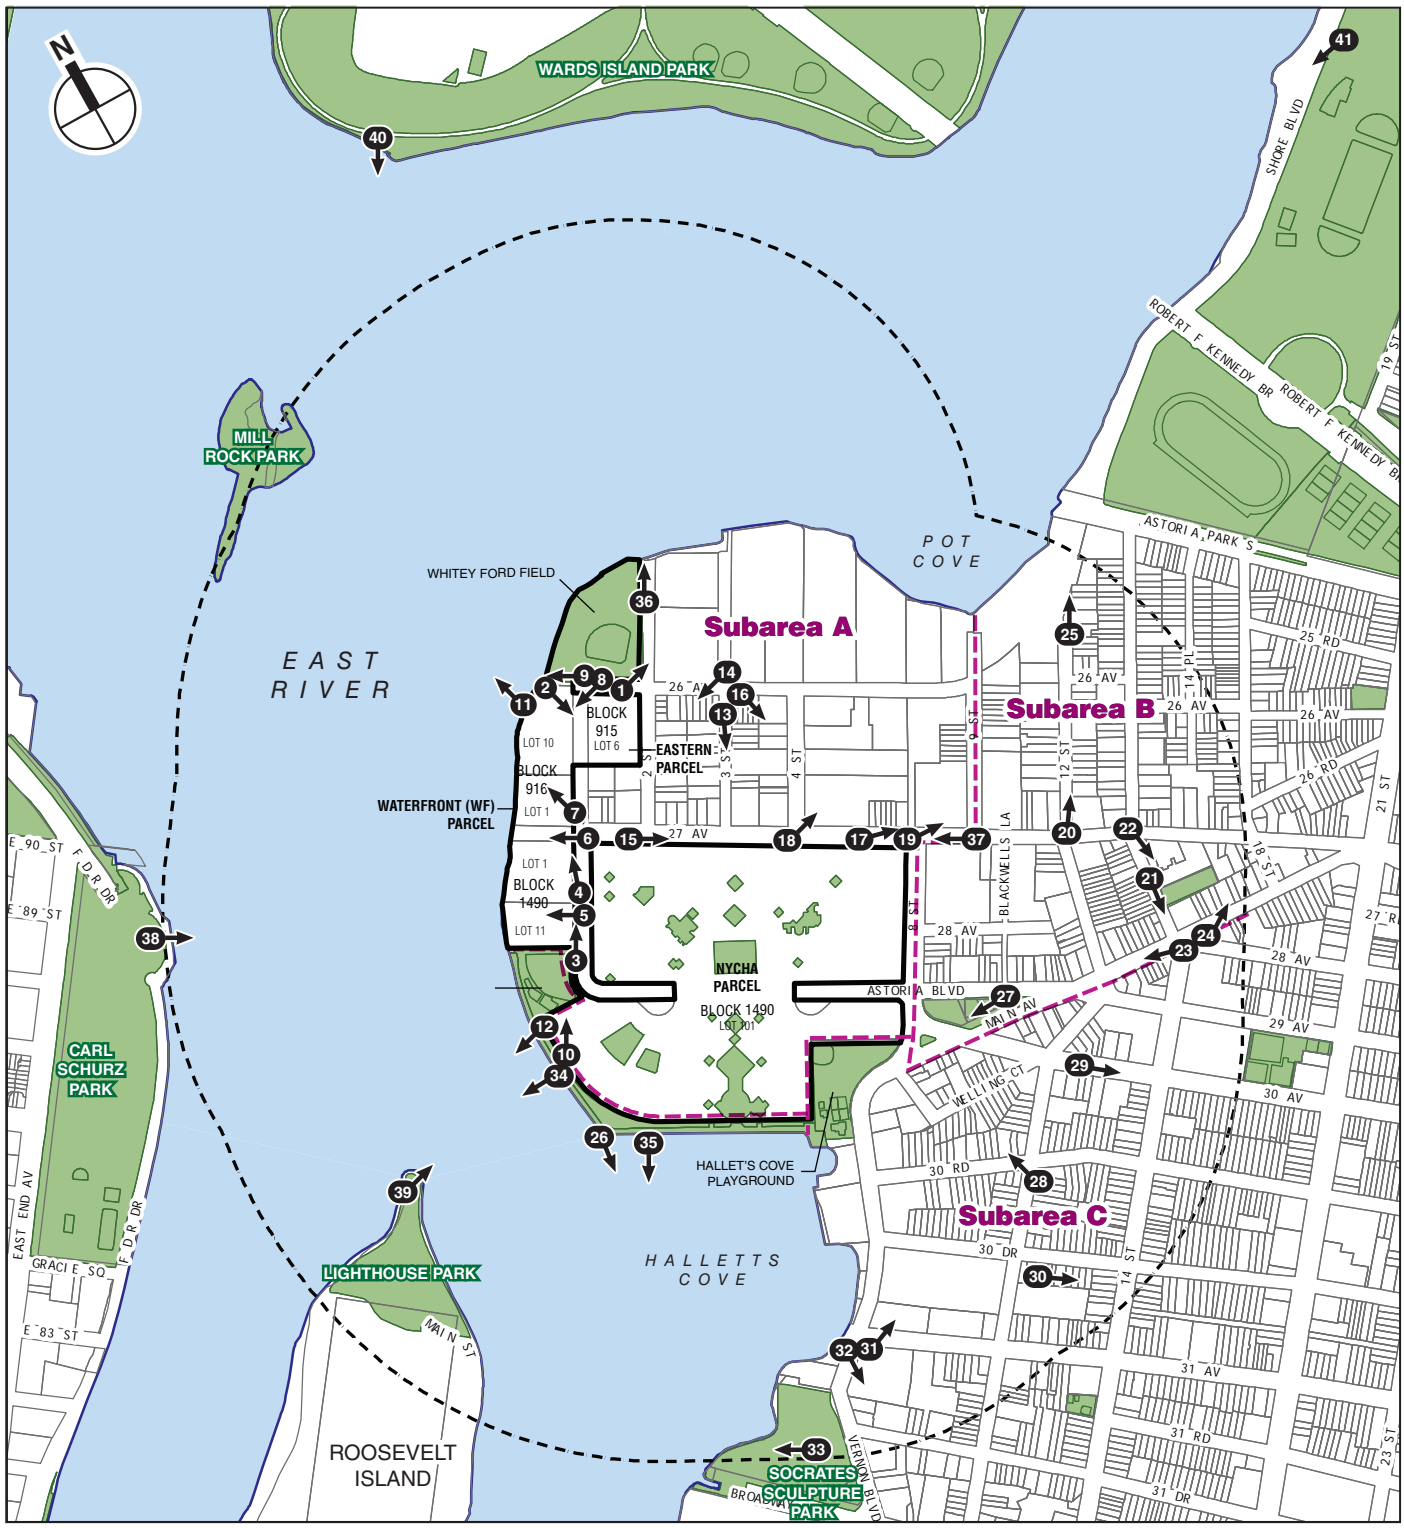 N
41
WARDS ISLAND PARK
SHORE BLVD
40
ROBERT F KENNEDY BR
ROBERT F KENNEDY BR
19 ST
MILL
ROCK PARK
ASTORIA PARK S
POT
COVE
WHITEY FORD FIELD
36
Subarea A
25
25 RD
EAST
RIVER
14 PL
26 AV
26 AV
26 AV
26 AV
9
8
1
2
11
14
16
13
Subarea B
BLOCK
915
LOT 6
LOT 10
EASTERN
PARCEL
2 ST
3 ST
4 ST
9 ST
12 ST
26 RD
21 ST
BLOCK
916
LOT 1
WATERFRONT (WF)
PARCEL
7
6
15
27 AV
18
17
19
37
BLACKWELLS LA
20
22
18 ST
E 90 ST
F D R DR
E 89 ST
LOT 1
BLOCK
1490
LOT 11
4
5
3
21
8 ST
28 AV
24
23
27 RD
28 AV
38
NYCHA
PARCEL
BLOCK 1490
LOT 101
ASTORIA BLVD
27
MAIN AV
29 AV
12
10
34
CARL
SCHURZ
PARK
29
WELLING CT
30 AV
26
35
HALLET'S COVE
PLAYGROUND
30 RD
28
39
Subarea C
EAST END AV
F D R DR
GRACIE SQ
LIGHTHOUSE PARK
HALLETTS
COVE
30 DR
14 ST
30
E 83 ST
MAIN ST
32
31
31 AV
ROOSEVELT
ISLAND
33
VERNON BLVD
31 RD
23 ST
SOCRATES
SCULPTURE
PARK
BROADWAY
31 DR